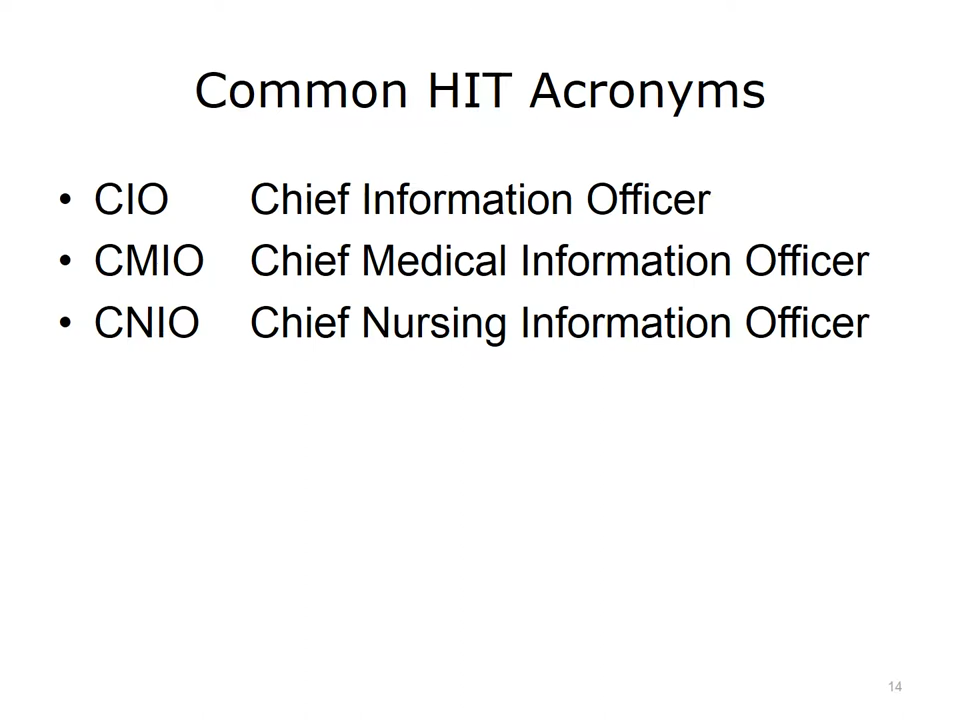 Common HIT Acronyms
• CIO Chief Information Officer
• CMIO Chief Medical Information Officer
• CNIO Chief Nursing Information Officer
14